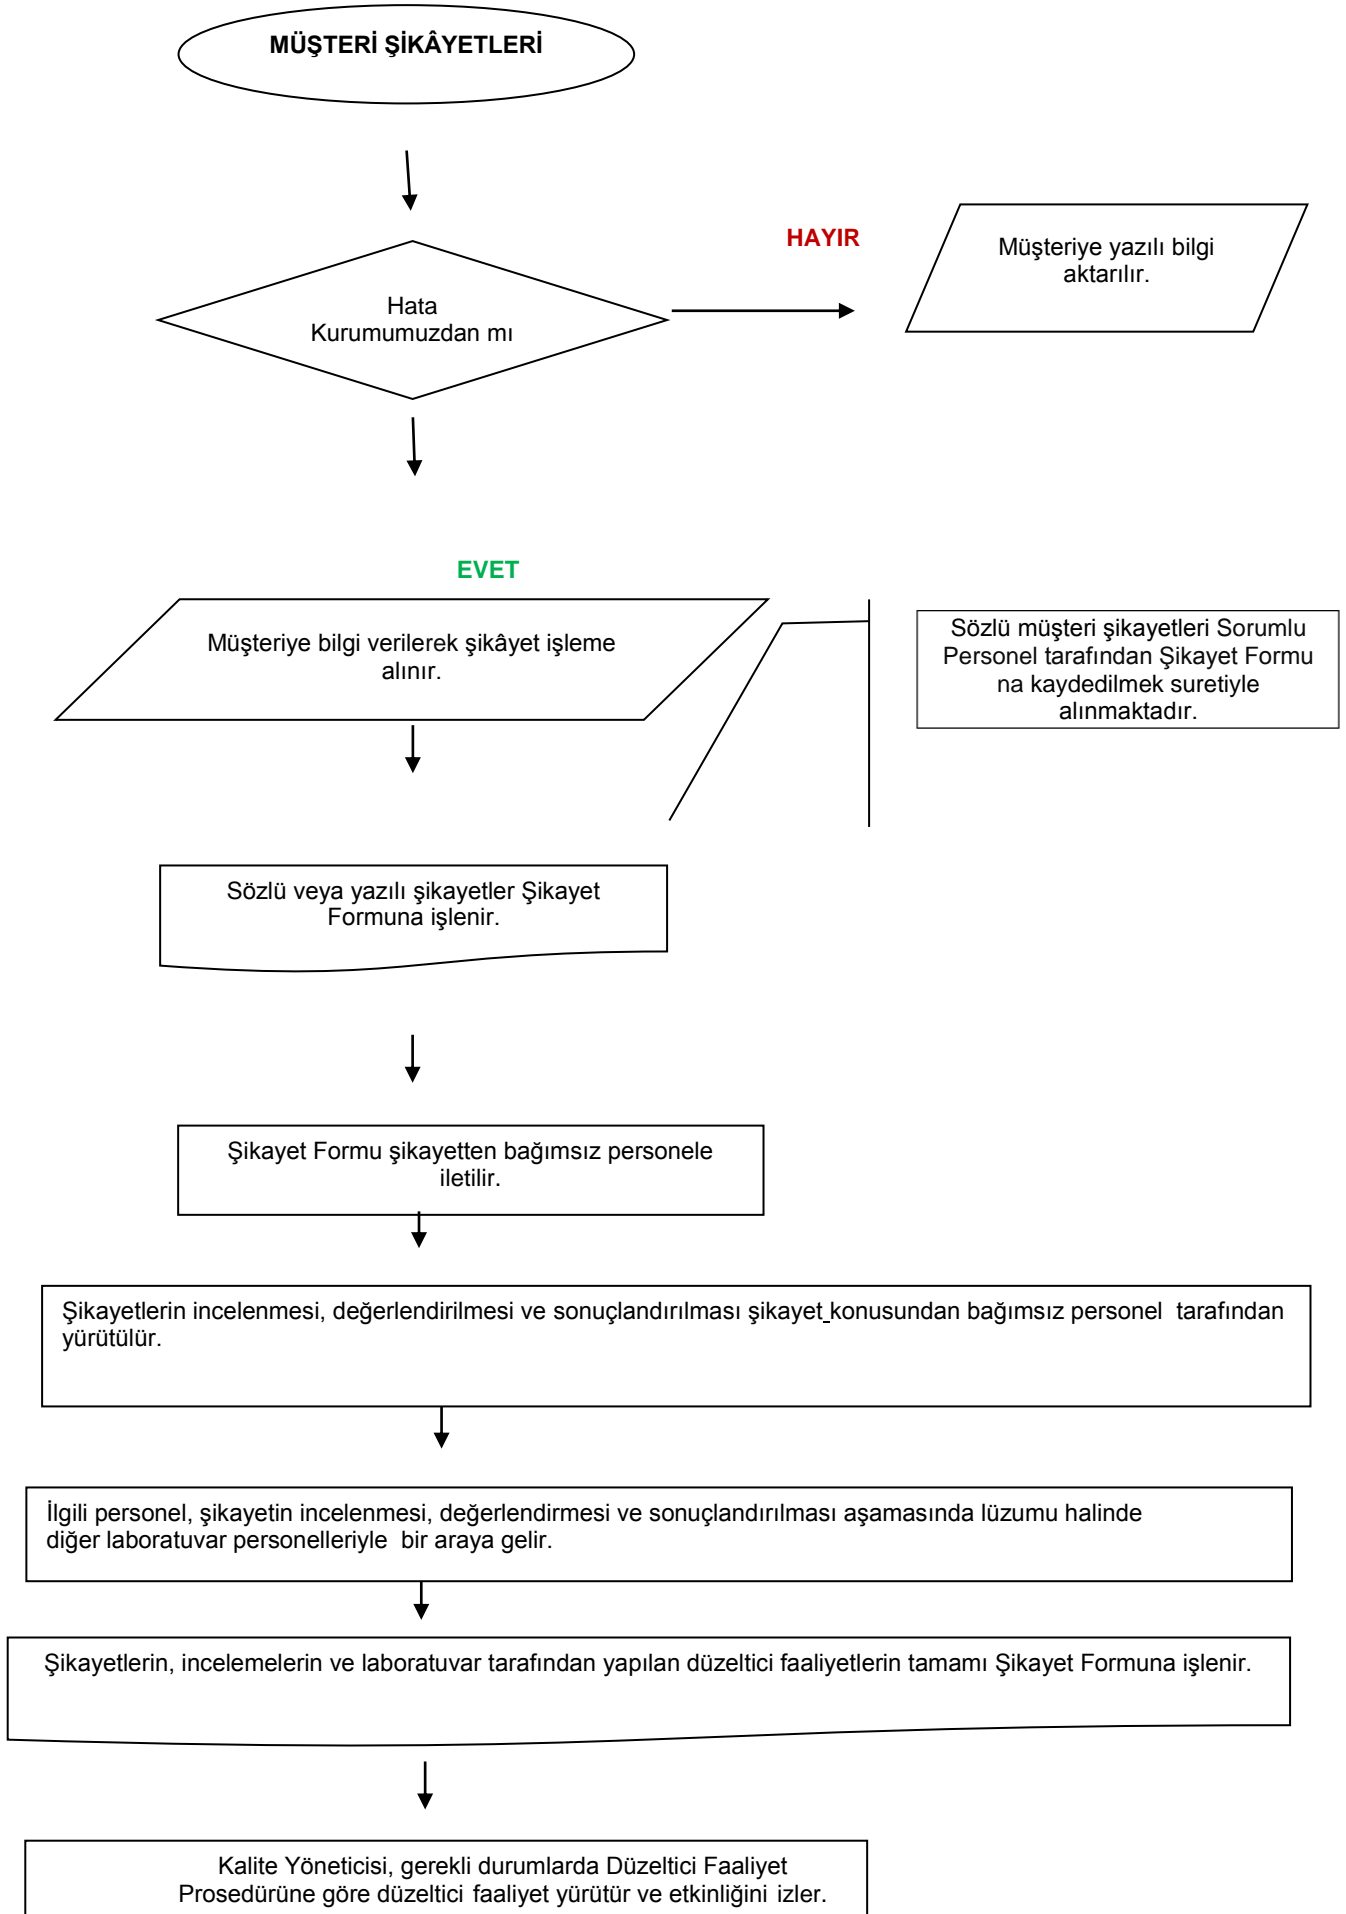 MÜŞTERİ ŞİKÂYETLERİ
HAYIR
Müşteriye yazılı bilgi
aktarılır.
Hata
Kurumumuzdan mı
EVET
Müşteriye bilgi verilerek şikâyet işleme
alınır.
Sözlü müşteri şikayetleri Sorumlu
Personel tarafından Şikayet Formu
na kaydedilmek suretiyle
alınmaktadır.
Sözlü veya yazılı şikayetler Şikayet
Formuna işlenir.
Şikayet Formu şikayetten bağımsız personele
iletilir.
Şikayetlerin incelenmesi, değerlendirilmesi ve sonuçlandırılması şikayet konusundan bağımsız personel tarafından
yürütülür.
İlgili personel, şikayetin incelenmesi, değerlendirmesi ve sonuçlandırılması aşamasında lüzumu halinde
diğer laboratuvar personelleriyle bir araya gelir.
Şikayetlerin, incelemelerin ve laboratuvar tarafından yapılan düzeltici faaliyetlerin tamamı Şikayet Formuna işlenir.
Kalite Yöneticisi, gerekli durumlarda Düzeltici Faaliyet
Prosedürüne göre düzeltici faaliyet yürütür ve etkinliğini izler.